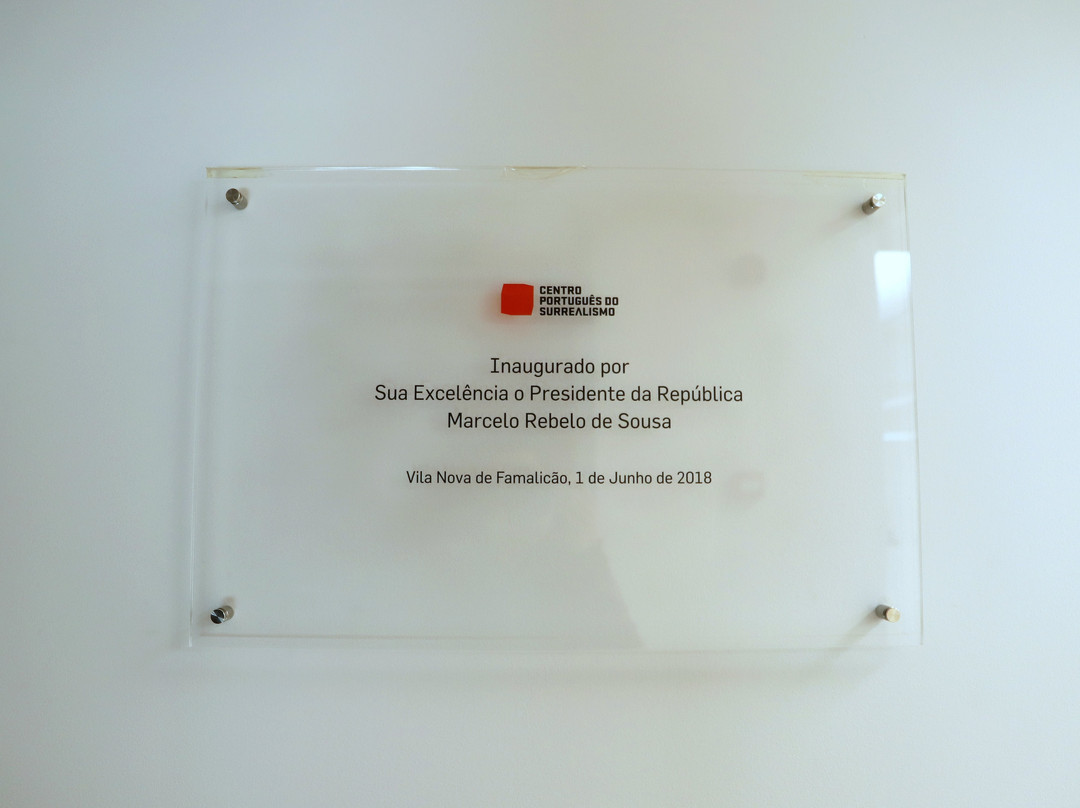 CENTRO
PORTUGUÊS DO
SURREALISMO
Inaugurado por
Sua Excelência o Presidente da República
Marcelo Rebelo de Sousa
Vila Nova de Famalicão, 1 de Junho de 2018